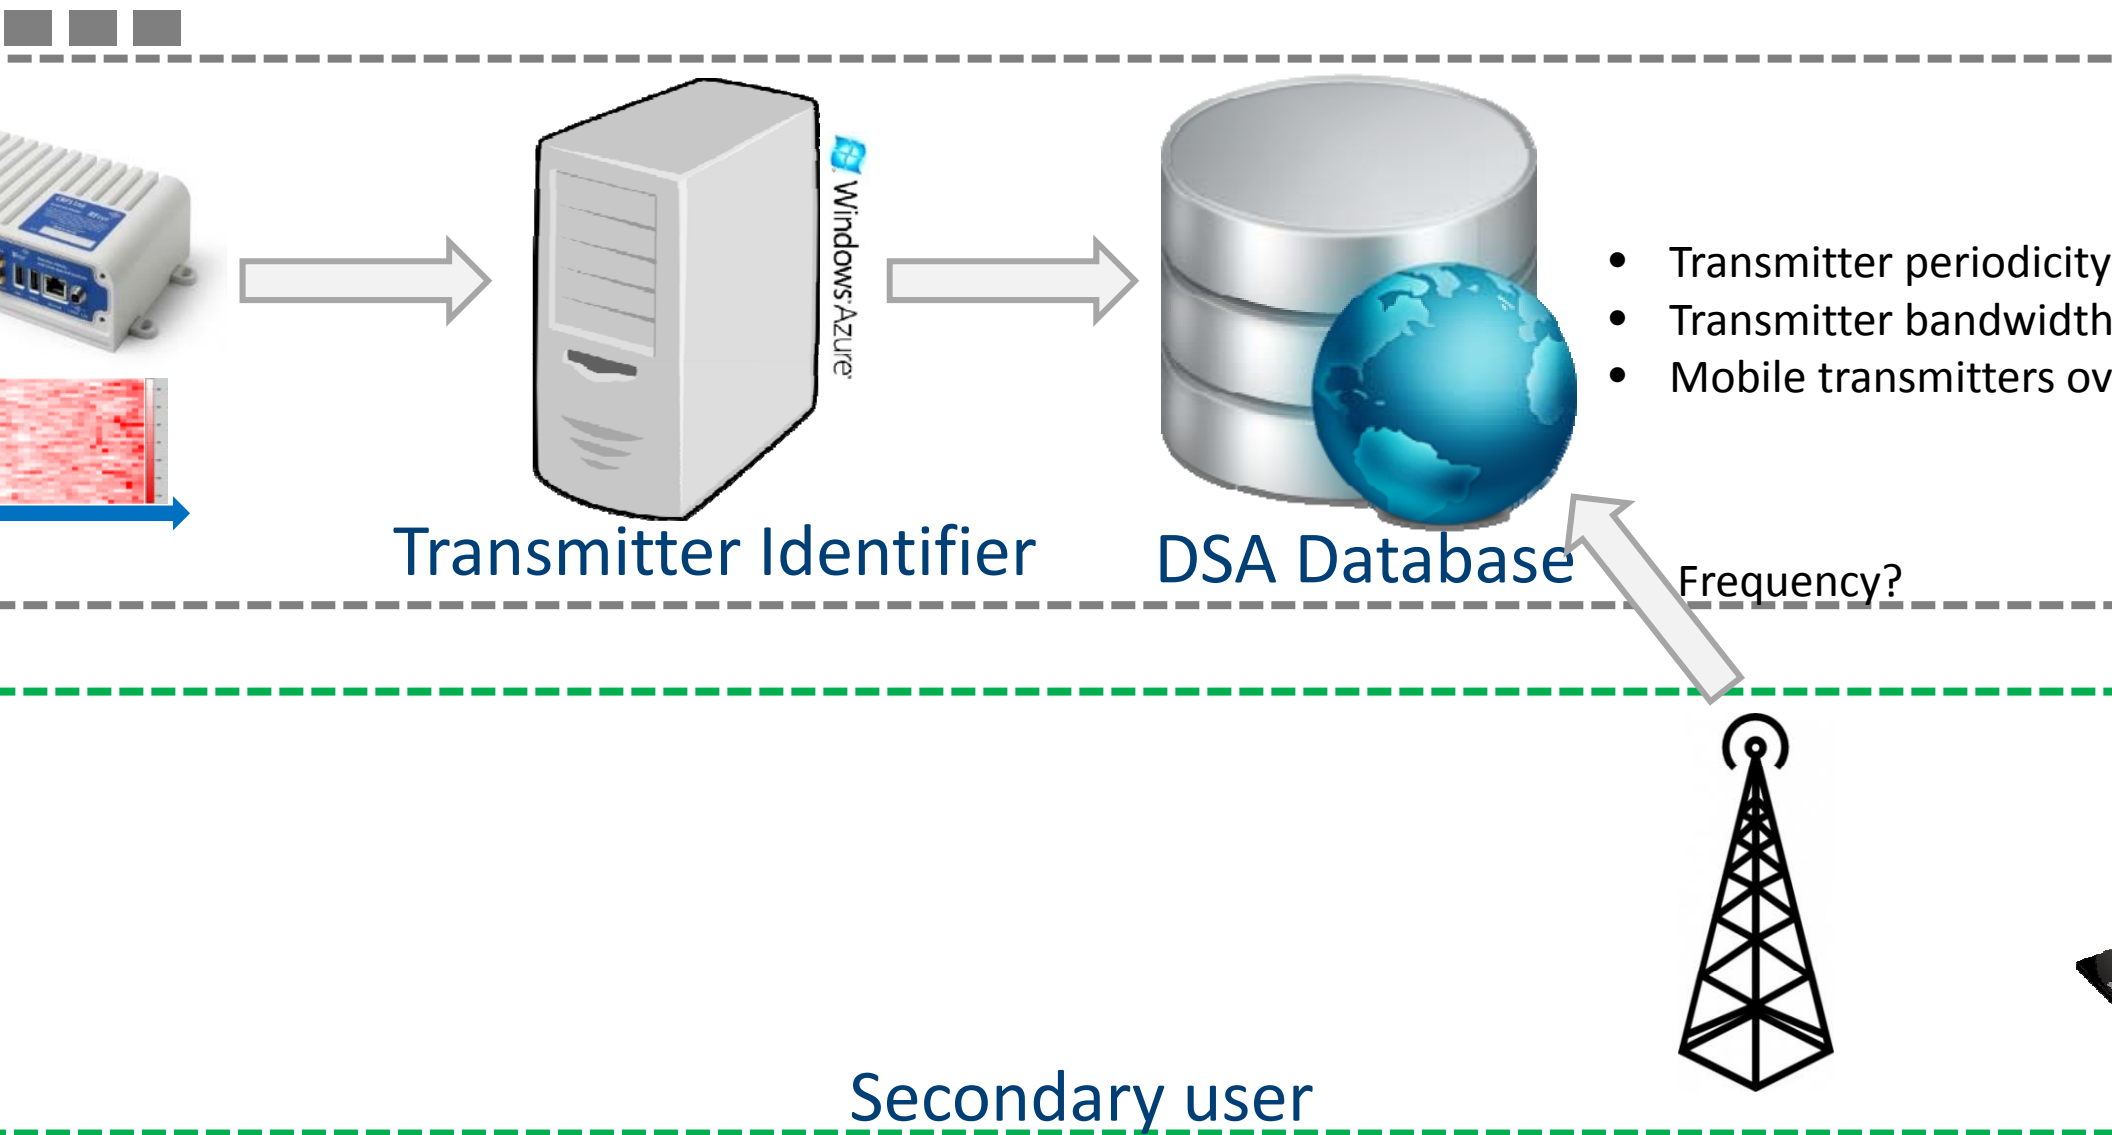 Windows Azure
• Transmitter periodicity
• Transmitter bandwidth
• Mobile transmitters ov
Transmitter Identifier
DSA Database
Frequency?
Secondary user